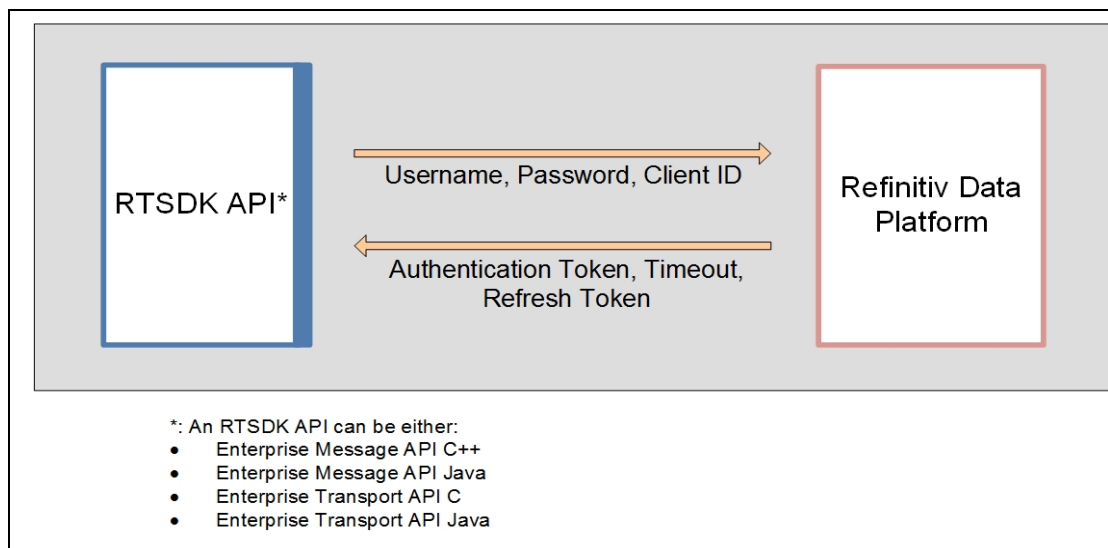 RTSDK API*
Username, Password, Client ID
Authentication Token, Timeout,
Refresh Token
Refinitiv Data
Platform
*: An RTSDK API can be either:
• Enterprise Message API C++
• Enterprise Message API Java
• Enterprise Transport API C
• Enterprise Transport API Java